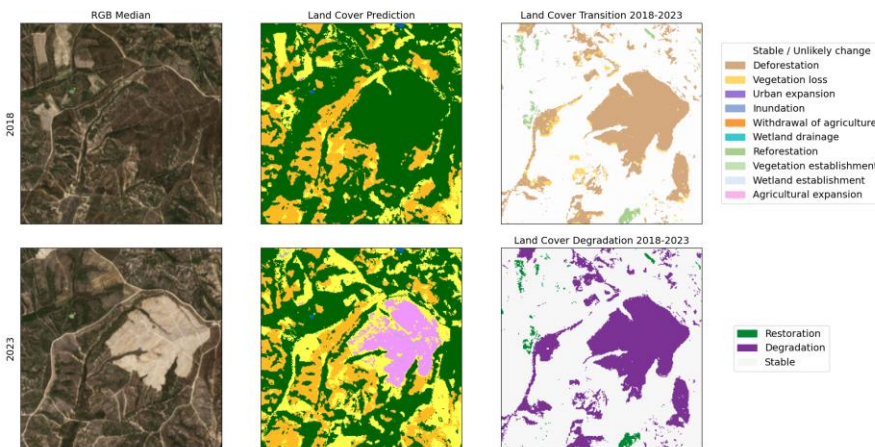 RGB Median
Land Cover Prediction
Land Cover Transition 2018-2023
2018
Stable / Unlikely change
Deforestation
Vegetation loss
Urban expansion
Inundation
Withdrawal of agriculture
Wetland drainage
Reforestation
Vegetation establishment
Wetland establishment
Agricultural expansion
Land Cover Degradation 2018-2023
2023
Restoration
Degradation
Stable